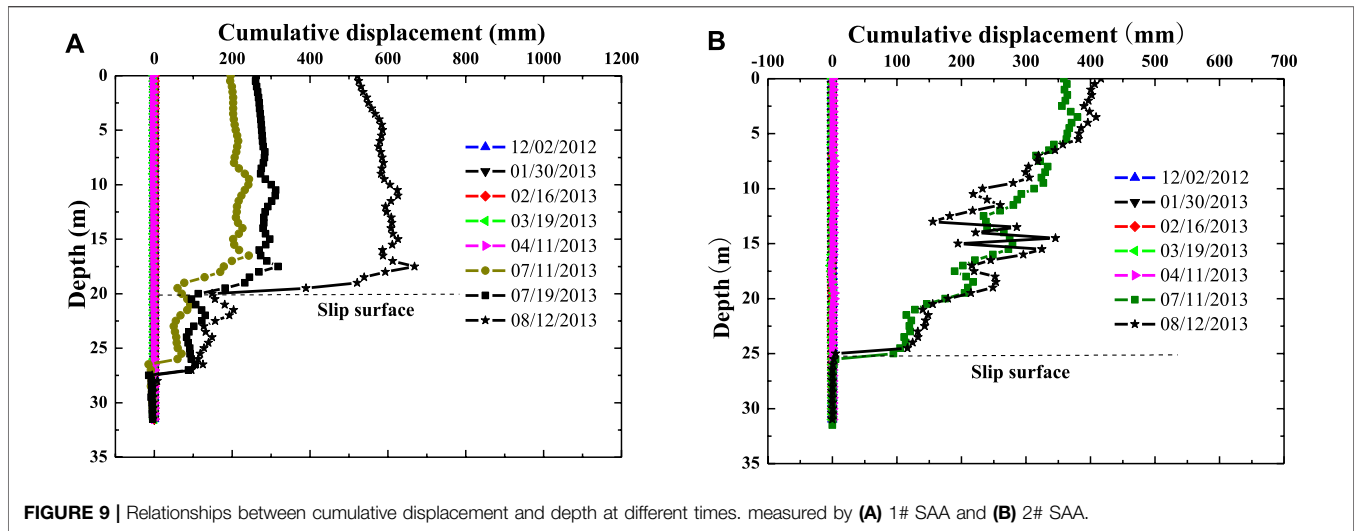 A
Cumulative displacement (mm)
0 200 400 600 800 1000 1200
0
5
10
15
20
25
30
35
Depth (m)
12/02/2012
01/30/2013
02/16/2013
03/19/2013
04/11/2013
07/11/2013
07/19/2013
08/12/2013
Slip surface
B
Cumulative displacement（mm）
-100 0 100 200 300 400 500 600 700
0
5
10
15
20
25
30
35
Depth（m）
12/02/2012
01/30/2013
02/16/2013
03/19/2013
04/11/2013
07/11/2013
08/12/2013
Slip surface
FIGURE 9 | Relationships between cumulative displacement and depth at different times. measured by (A) 1# SAA and (B) 2# SAA.